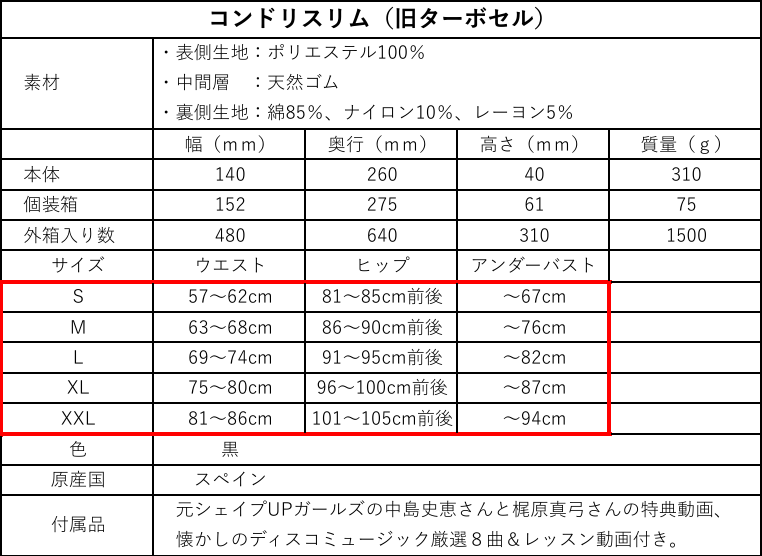 コンドリスリム（旧ターボセル）
素材
・表側生地：ポリエステル100％
・中間層　：天然ゴム
・裏側生地：綿85％、ナイロン10％、レーヨン5％
幅（ｍｍ） 奥行（ｍｍ） 高さ（ｍｍ） 質量（ｇ）
本体 140 260 40 310
個装箱 152 275 61 75
外箱入り数 480 640 310 1500
サイズ ウエスト ヒップ アンダーバスト
S 57～62cm 81～85cm前後 ～67cm
M 63～68cm 86～90cm前後 ～76cm
L 69～74cm 91～95cm前後 ～82cm
XL 75～80cm 96～100cm前後 ～87cm
XXL 81～86cm 101～105cm前後 ～94cm
色 黒
原産国 スペイン
付属品
元シェイプUPガールズの中島史恵さんと梶原真弓さんの特典動画、
懐かしのディスコミュージック厳選８曲＆レッスン動画付き。